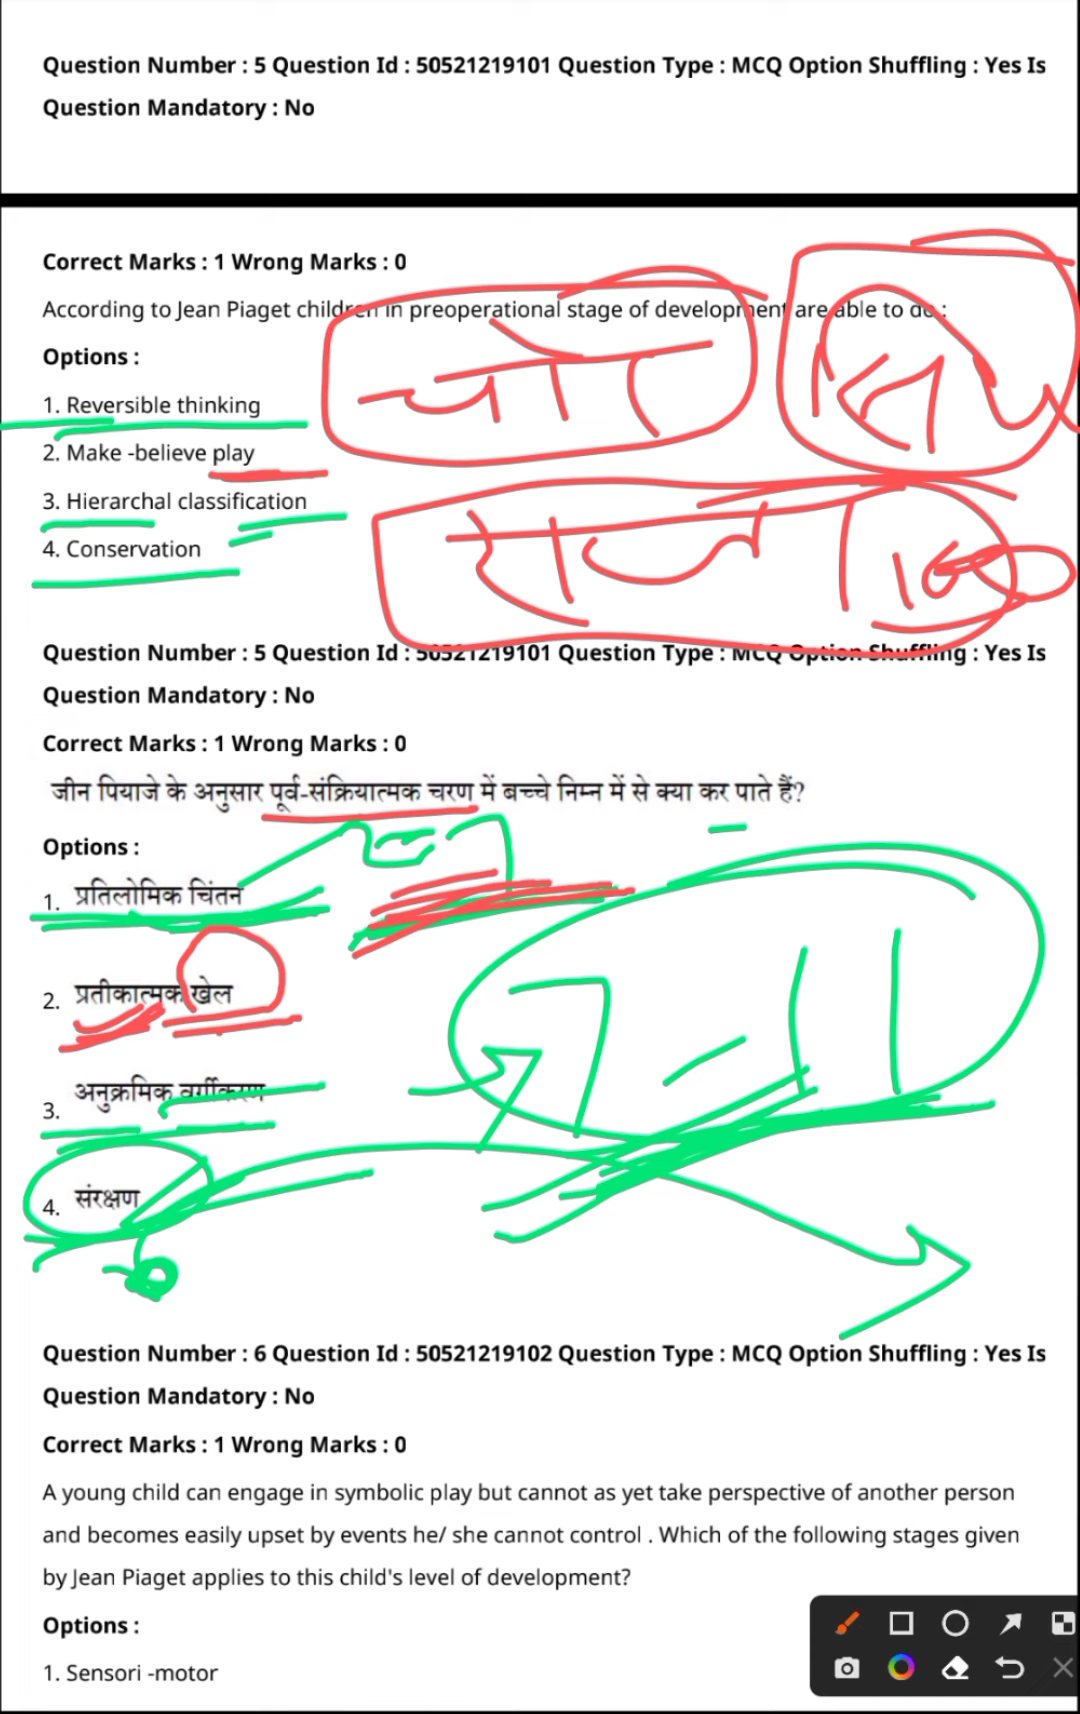 Question Number : 5 Question Id : 50521219101 Question Type : MCQ Option Shuffling : Yes Is
Question Mandatory : No
Correct Marks : 1 Wrong Marks : 0
According to Jean Piaget children in preoperational stage of development are able to do :
Options :
1. Reversible thinking
2. Make -believe play
3. Hierarchal classification
4. Conservation
Question Number : 5 Question Id : 50521219101 Question Type : MCQ Option Shuffling : Yes Is
Question Mandatory : No
Correct Marks : 1 Wrong Marks : 0
जीन पियाजे के अनुसार पूर्व-संक्रियात्मक चरण में बच्चे निम्न में से क्या कर पाते हैं?
Options :
1. प्रतिलोमिक चिंतन
2. प्रतीकात्मक खेल
3. अनुक्रमिक वर्गीकरण
4. संरक्षण
Question Number : 6 Question Id : 50521219102 Question Type : MCQ Option Shuffling : Yes Is
Question Mandatory : No
Correct Marks : 1 Wrong Marks : 0
A young child can engage in symbolic play but cannot as yet take perspective of another person
and becomes easily upset by events he/ she cannot control . Which of the following stages given
by Jean Piaget applies to this child's level of development?
Options :
1. Sensori -motor